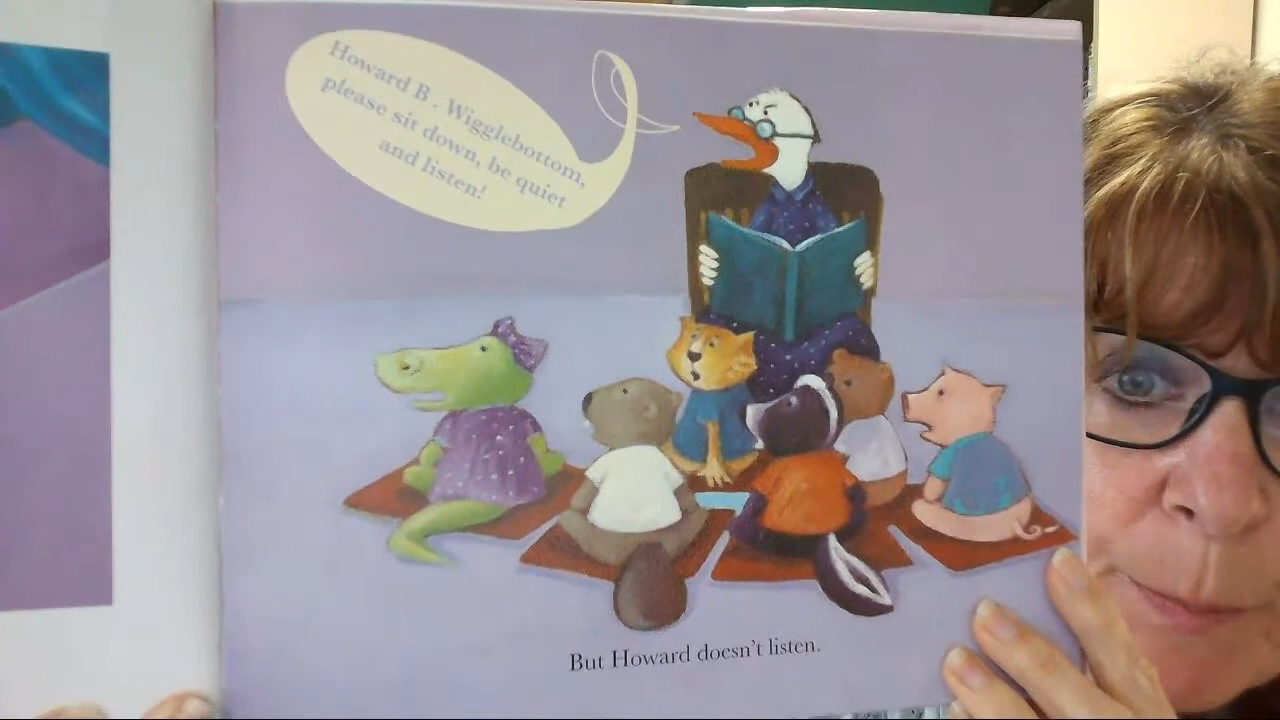 Howard B. Wigglebottom,
please sit down, be quiet
and listen!
But Howard doesn't listen.